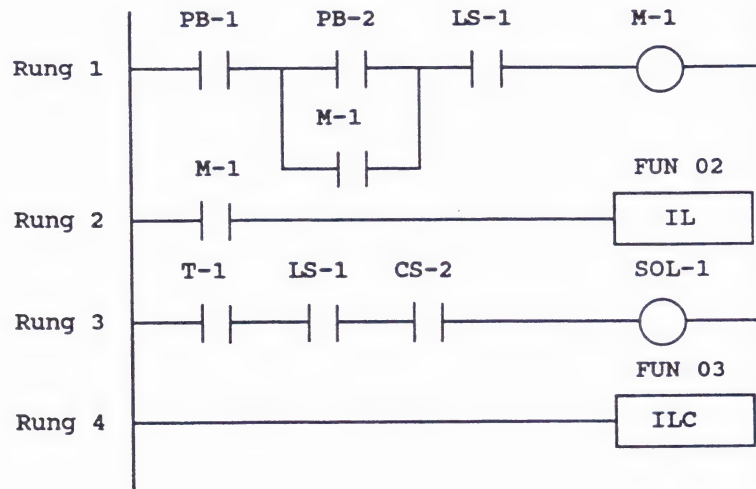 PB-1 PB-2 LS-1 M-1
Rung 1
M-1
M-1 FUN 02
Rung 2 IL
T-1 LS-1 CS-2 SOL-1
Rung 3
FUN 03
Rung 4 ILC